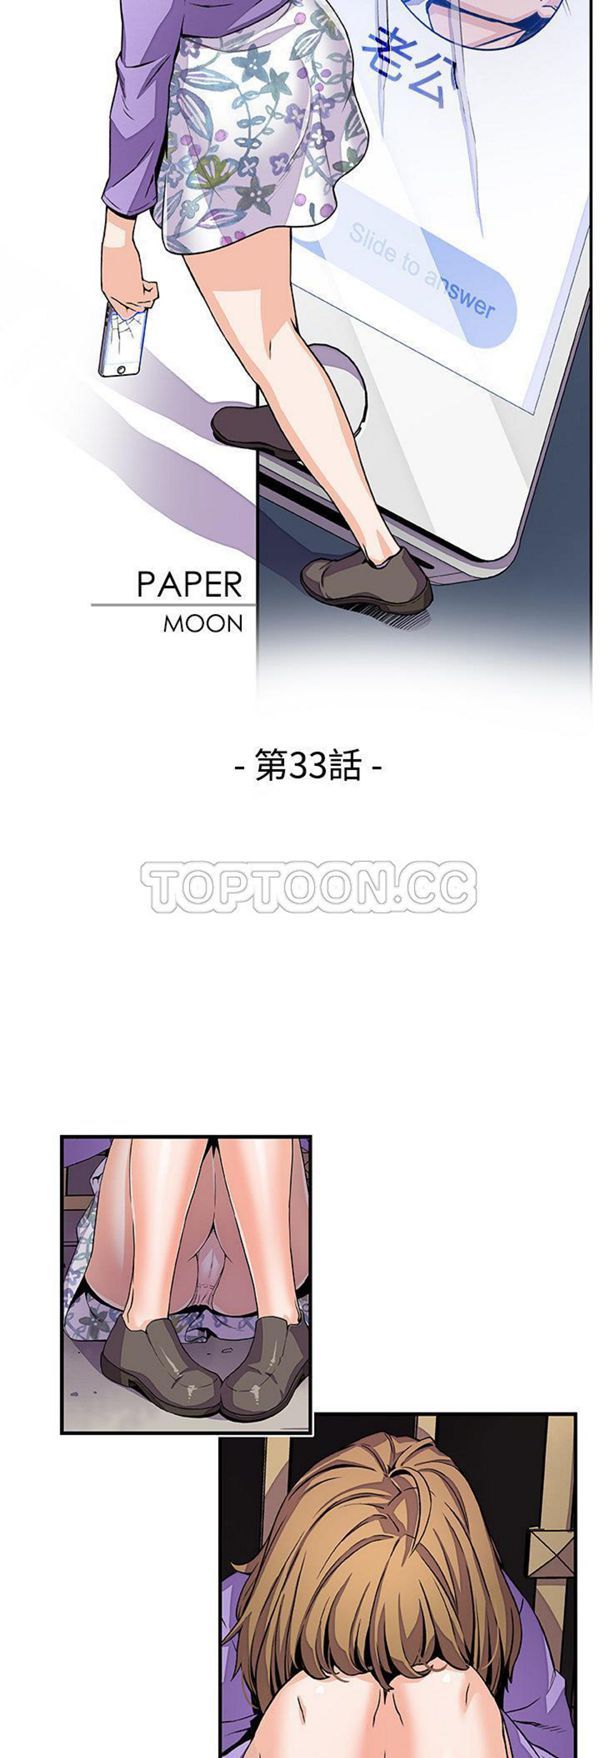 老公
Slide to answer
PAPER
MOON
- 第33話 -
TOPTOON.CC